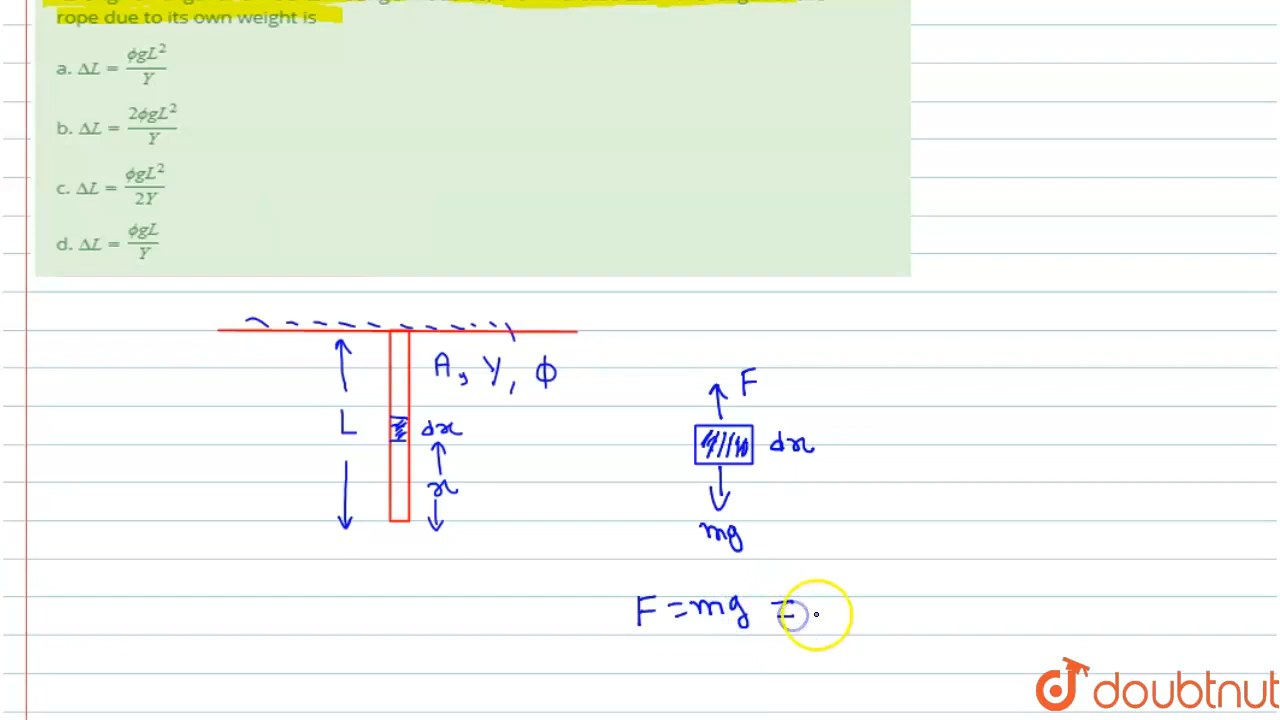 rope due to its own weight is
a. ΔL = ϕgL²/Y
b. ΔL = 2ϕgL²/Y
c. ΔL = ϕgL²/2Y
d. ΔL = ϕgL/Y
A, Y, ϕ
L
dx
x
F
dx
mg
F = mg =
doubtnut